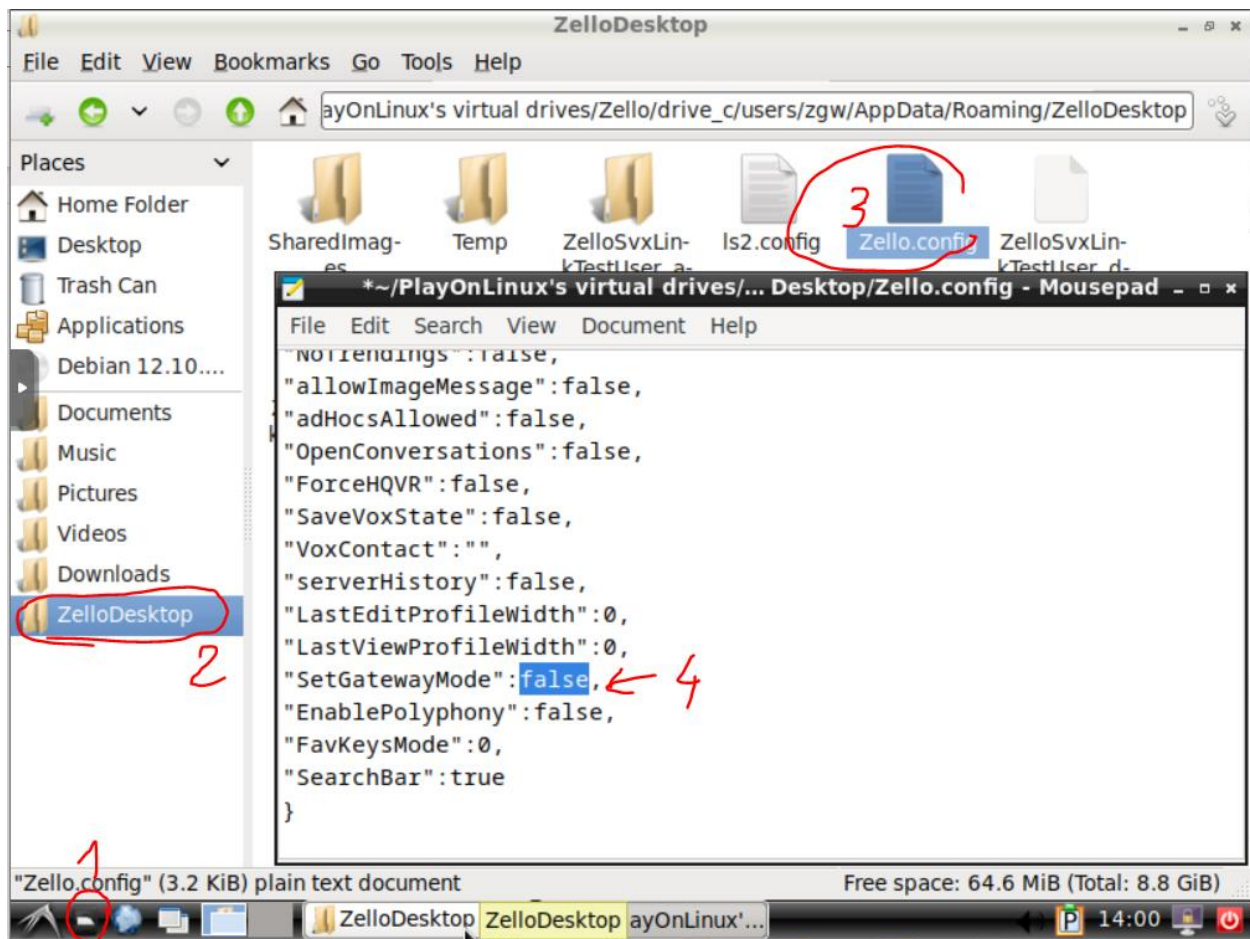 ZelloDesktop
File Edit View Bookmarks Go Tools Help
ayOnLinux's virtual drives/Zello/drive_c/users/zgw/AppData/Roaming/ZelloDesktop
Places
Home Folder
Desktop
Trash Can
Applications
Debian 12.10....
Documents
Music
Pictures
Videos
Downloads
ZelloDesktop
2
SharedImag-
es
Temp
ZelloSvxLin-
kTestUser_a-
ls2.config
3
Zello.config
ZelloSvxLin-
kTestUser_d-
*~/PlayOnLinux's virtual drives/... Desktop/Zello.config - Mousepad
File Edit Search View Document Help
"NoTrendings":false,
"allowImageMessage":false,
"adHocsAllowed":false,
"OpenConversations":false,
"ForceHQVR":false,
"SaveVoxState":false,
"VoxContact":"",
"serverHistory":false,
"LastEditProfileWidth":0,
"LastViewProfileWidth":0,
"SetGatewayMode":false, 4
"EnablePolyphony":false,
"FavKeysMode":0,
"SearchBar":true
}
1
"Zello.config" (3.2 KiB) plain text document Free space: 64.6 MiB (Total: 8.8 GiB)
ZelloDesktop ZelloDesktop ayOnLinux'... P 14:00